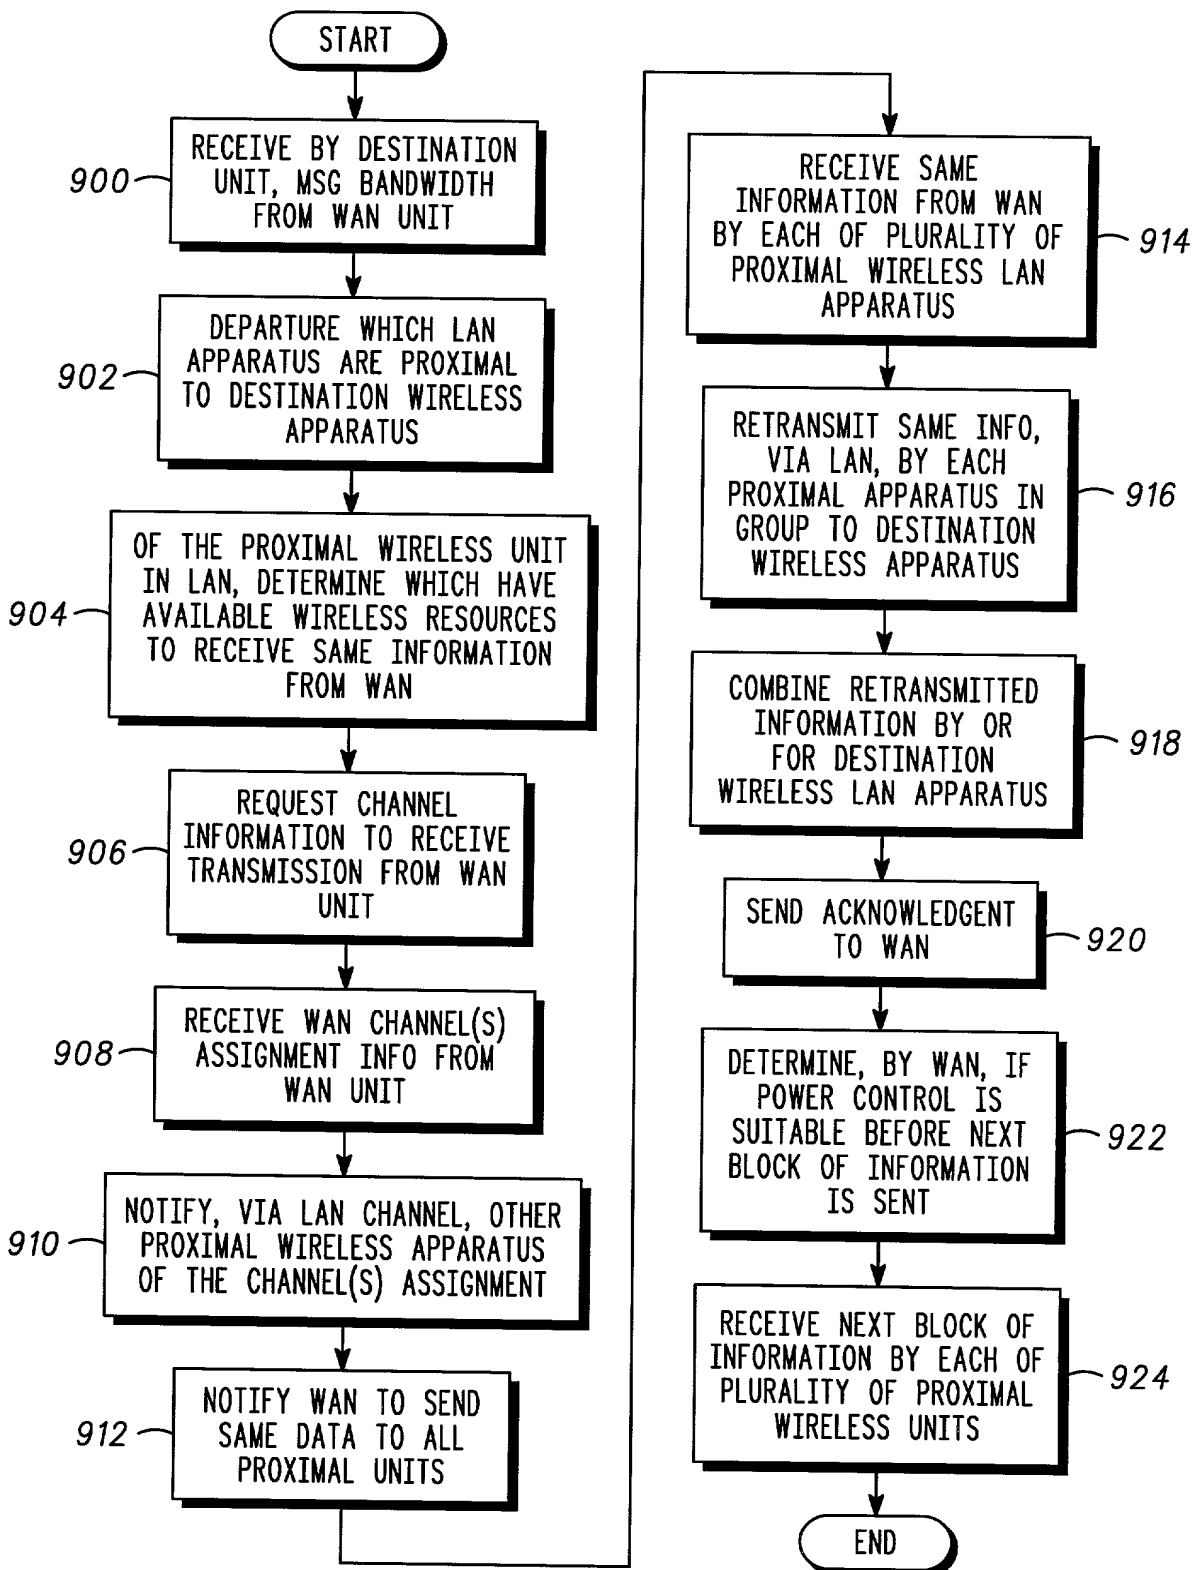 START
900
RECEIVE BY DESTINATION
UNIT, MSG BANDWIDTH
FROM WAN UNIT
902
DEPARTURE WHICH LAN
APPARATUS ARE PROXIMAL
TO DESTINATION WIRELESS
APPARATUS
904
OF THE PROXIMAL WIRELESS UNIT
IN LAN, DETERMINE WHICH HAVE
AVAILABLE WIRELESS RESOURCES
TO RECEIVE SAME INFORMATION
FROM WAN
906
REQUEST CHANNEL
INFORMATION TO RECEIVE
TRANSMISSION FROM WAN
UNIT
908
RECEIVE WAN CHANNEL(S)
ASSIGNMENT INFO FROM
WAN UNIT
910
NOTIFY, VIA LAN CHANNEL, OTHER
PROXIMAL WIRELESS APPARATUS
OF THE CHANNEL(S) ASSIGNMENT
912
NOTIFY WAN TO SEND
SAME DATA TO ALL
PROXIMAL UNITS
RECEIVE SAME
INFORMATION FROM WAN
BY EACH OF PLURALITY OF
PROXIMAL WIRELESS LAN
APPARATUS
914
RETRANSMIT SAME INFO,
VIA LAN, BY EACH
PROXIMAL APPARATUS IN
GROUP TO DESTINATION
WIRELESS APPARATUS
916
COMBINE RETRANSMITTED
INFORMATION BY OR
FOR DESTINATION
WIRELESS LAN APPARATUS
918
SEND ACKNOWLEDGENT
TO WAN
920
DETERMINE, BY WAN, IF
POWER CONTROL IS
SUITABLE BEFORE NEXT
BLOCK OF INFORMATION
IS SENT
922
RECEIVE NEXT BLOCK OF
INFORMATION BY EACH OF
PLURALITY OF PROXIMAL
WIRELESS UNITS
924
END